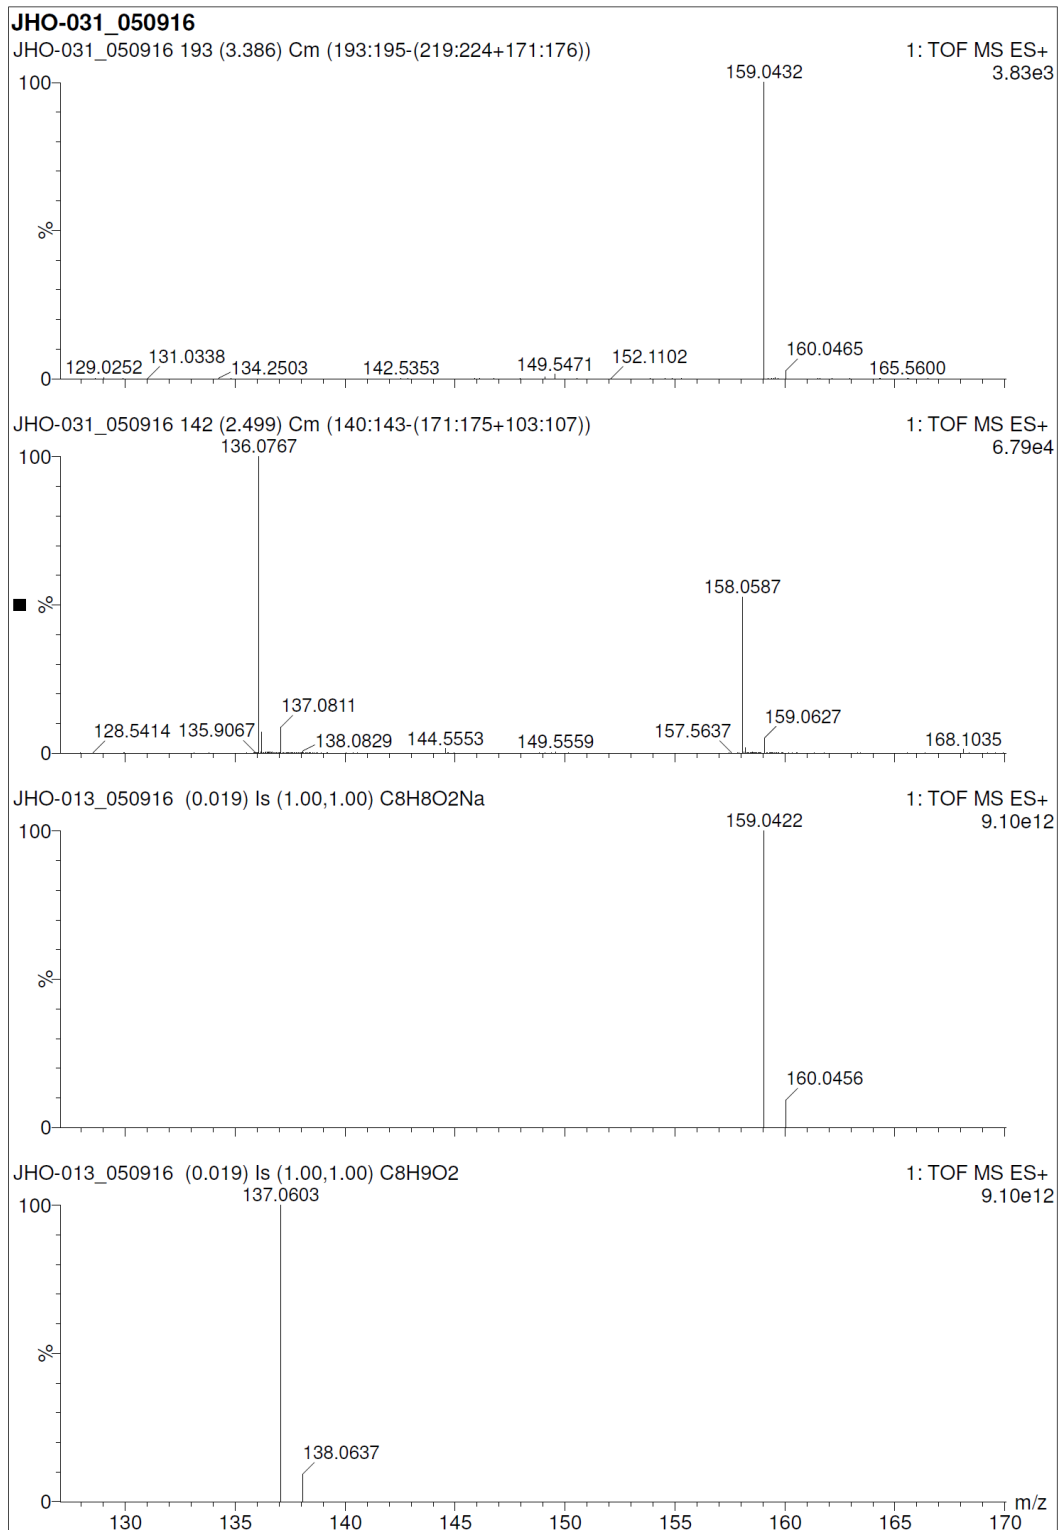 JHO-031_050916
JHO-031_050916 193 (3.386) Cm (193:195-(219:224+171:176))
1: TOF MS ES+
3.83e3
100
%
0
129.0252
131.0338
134.2503
142.5353
149.5471
152.1102
159.0432
160.0465
165.5600
JHO-031_050916 142 (2.499) Cm (140:143-(171:175+103:107))
1: TOF MS ES+
6.79e4
100
%
0
128.5414
135.9067
136.0767
137.0811
138.0829
144.5553
149.5559
157.5637
158.0587
159.0627
168.1035
JHO-013_050916 (0.019) Is (1.00,1.00) C8H8O2Na
1: TOF MS ES+
9.10e12
100
%
0
159.0422
160.0456
JHO-013_050916 (0.019) Is (1.00,1.00) C8H9O2
1: TOF MS ES+
9.10e12
100
%
0
137.0603
138.0637
m/z
130 135 140 145 150 155 160 165 170